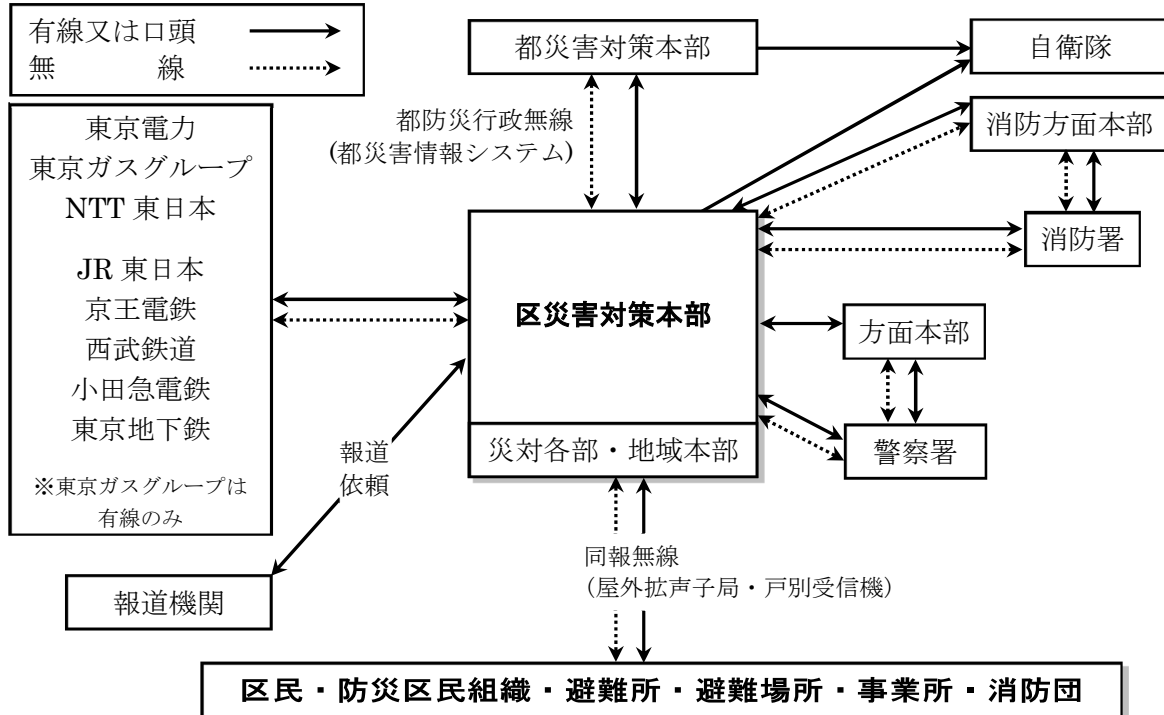 有線又は口頭
無　　　線
都災害対策本部
自衛隊
都防災行政無線
(都災害情報システム)
消防方面本部
消防署
東京電力
東京ガスグループ
NTT 東日本
JR 東日本
京王電鉄
西武鉄道
小田急電鉄
東京地下鉄
※東京ガスグループは
有線のみ
区災害対策本部
災対各部・地域本部
方面本部
警察署
報道
依頼
報道機関
同報無線
(屋外拡声子局・戸別受信機)
区民・防災区民組織・避難所・避難場所・事業所・消防団